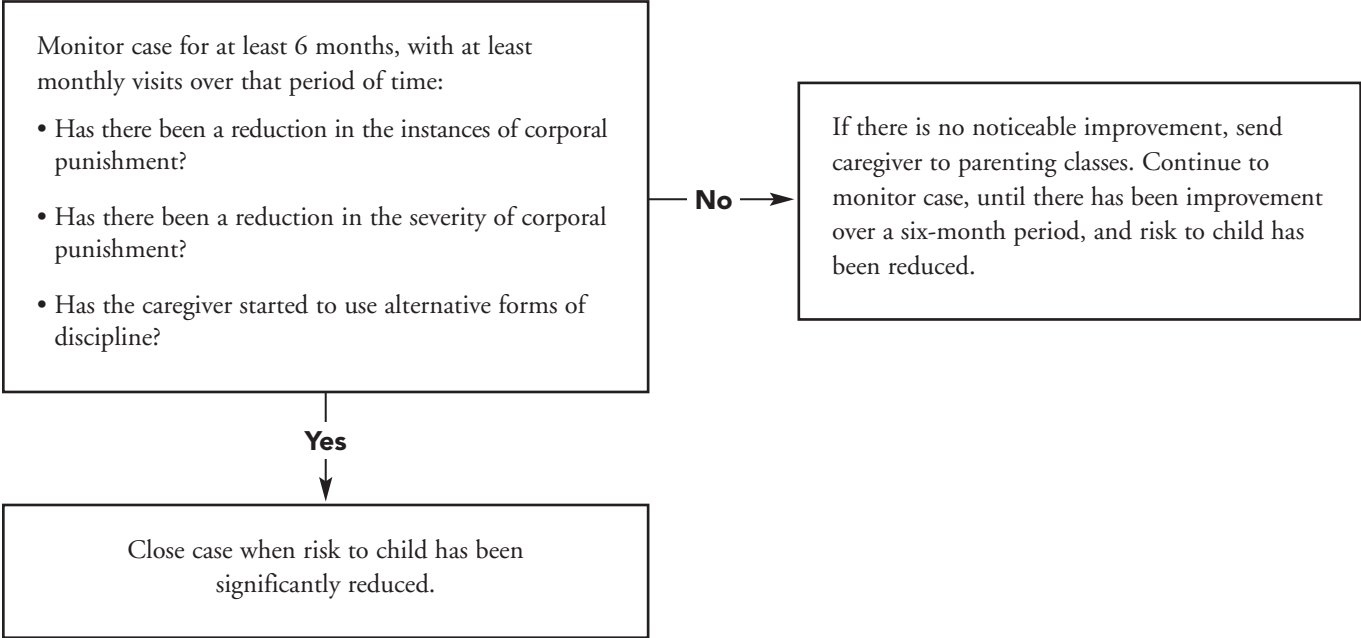 Monitor case for at least 6 months, with at least
monthly visits over that period of time:
• Has there been a reduction in the instances of corporal
punishment?
• Has there been a reduction in the severity of corporal
punishment?
• Has the caregiver started to use alternative forms of
discipline?
No
If there is no noticeable improvement, send
caregiver to parenting classes. Continue to
monitor case, until there has been improvement
over a six-month period, and risk to child has
been reduced.
Yes
Close case when risk to child has been
significantly reduced.